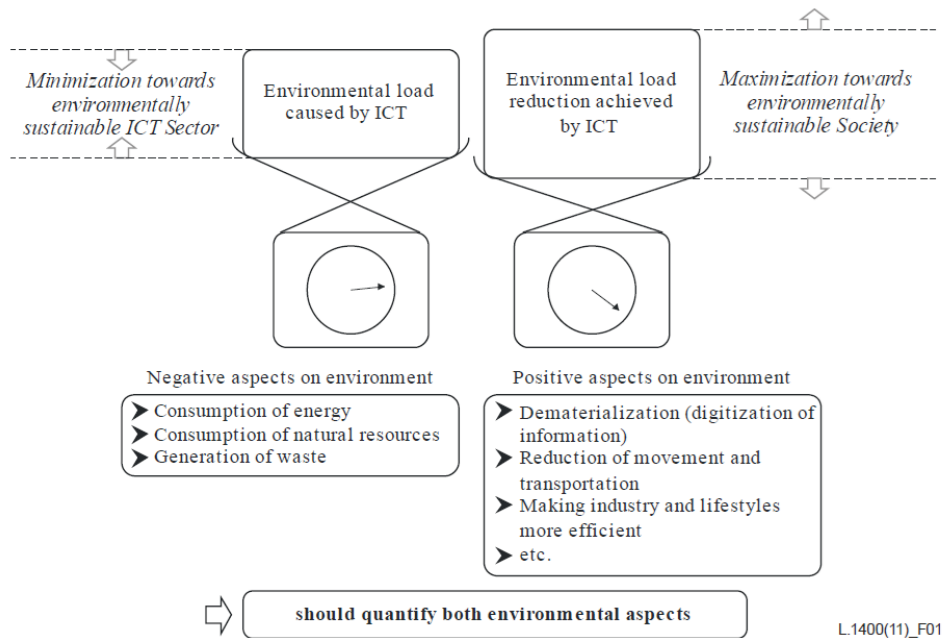 Minimization towards
environmentally
sustainable ICT Sector
Environmental load
caused by ICT
Environmental load
reduction achieved
by ICT
Maximization towards
environmentally
sustainable Society
Negative aspects on environment
➤ Consumption of energy
➤ Consumption of natural resources
➤ Generation of waste
Positive aspects on environment
➤ Dematerialization (digitization of
information)
➤ Reduction of movement and
transportation
➤ Making industry and lifestyles
more efficient
➤ etc.
should quantify both environmental aspects
L.1400(11)_F01